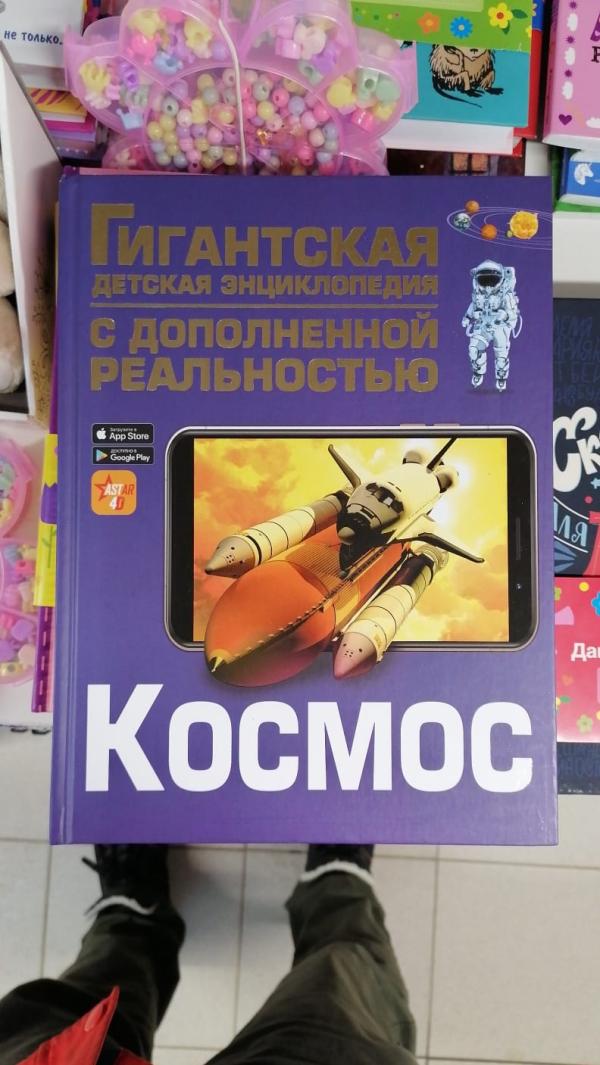 не только..
ГИГАНТСКАЯ
ДЕТСКАЯ ЭНЦИКЛОПЕДИЯ
С ДОПОЛНЕННОЙ
РЕАЛЬНОСТЬЮ
Загрузите в
App Store
ДОСТУПНО В
Google Play
ASTAR
4D
КОСМОС